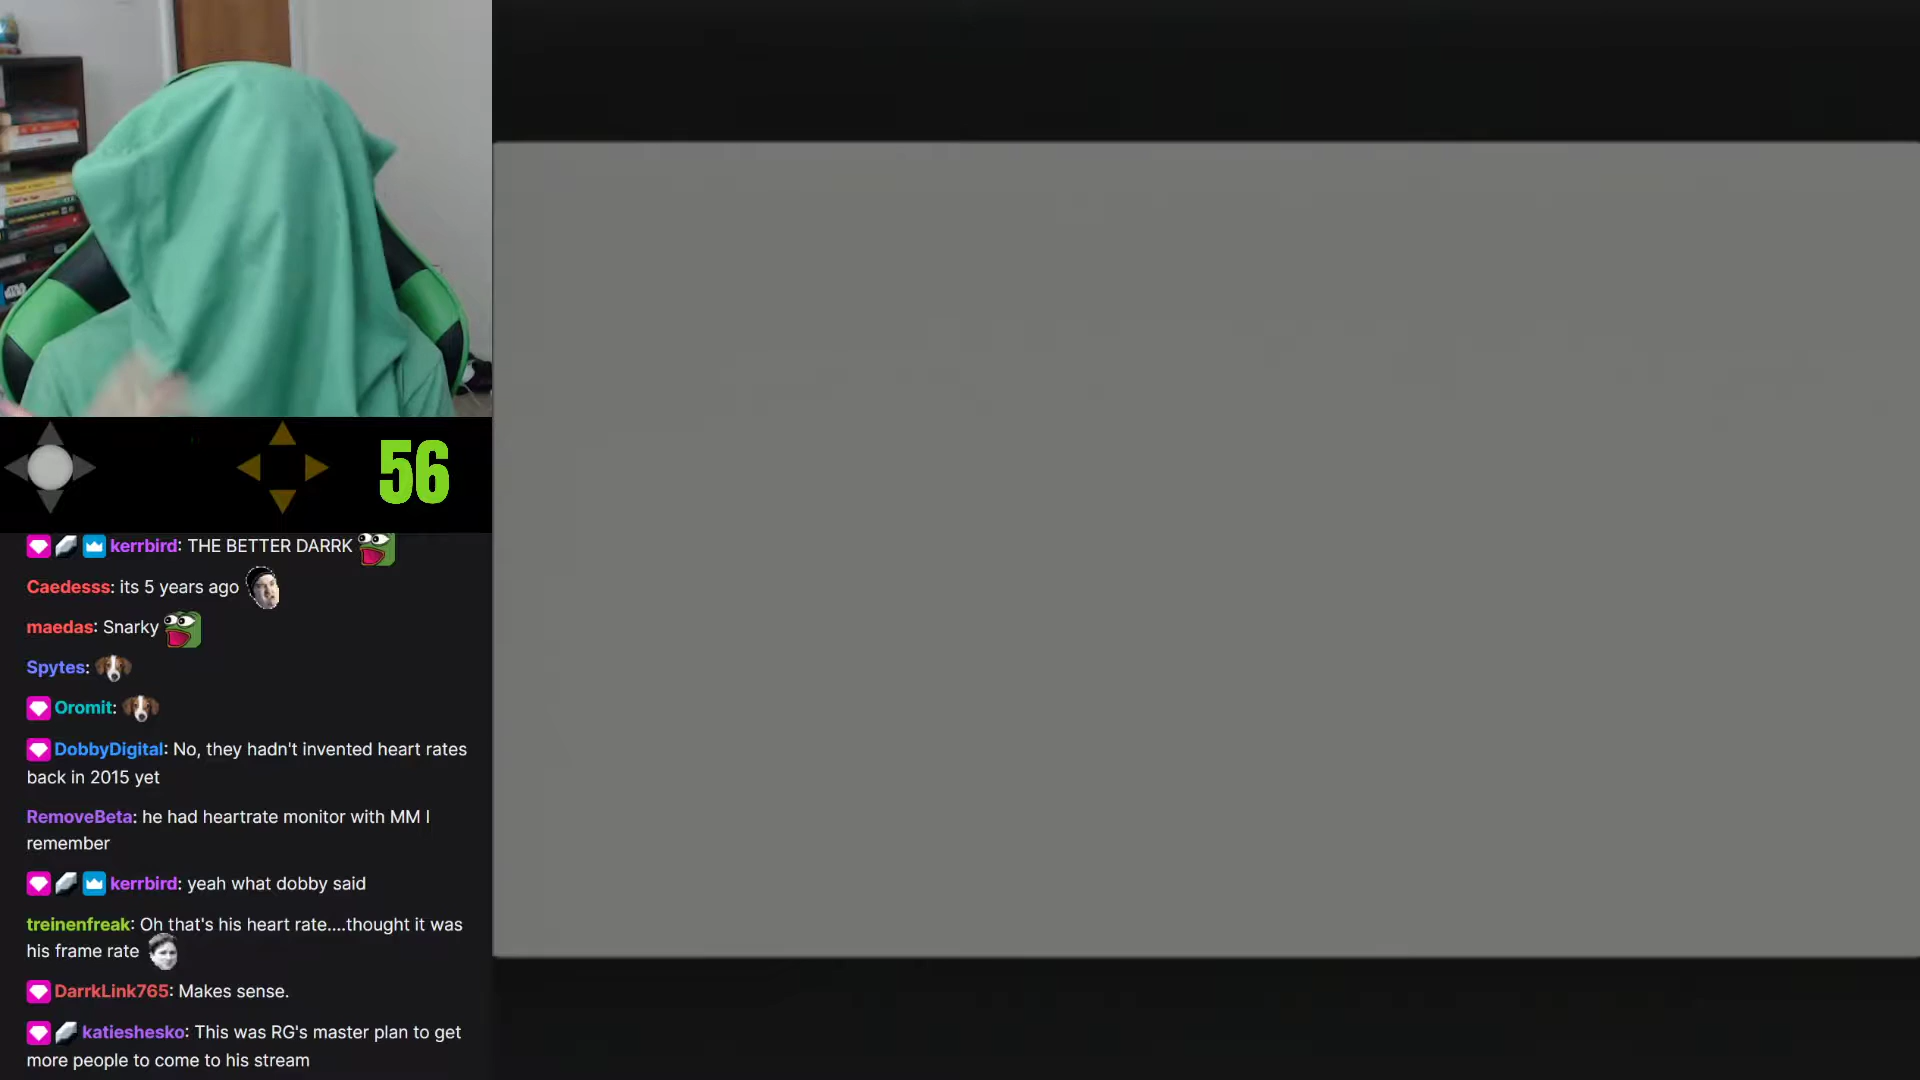 56
kerrbird: THE BETTER DARRK
Caedesss: its 5 years ago
maedas: Snarky
Spytes:
Oromit:
DobbyDigital: No, they hadn't invented heart rates
back in 2015 yet
RemoveBeta: he had heartrate monitor with MM I
remember
kerrbird: yeah what dobby said
treinenfreak: Oh that's his heart rate....thought it was
his frame rate
DarrkLink765: Makes sense.
katieshesko: This was RG's master plan to get
more people to come to his stream